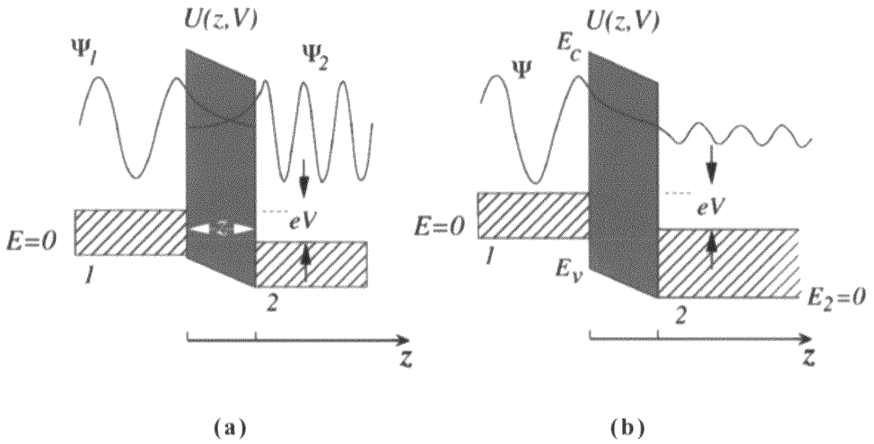 U(z,V)
Ψ1
Ψ2
E=0
z
eV
1
2
z
(a)
U(z,V)
Ec
Ψ
E=0
eV
1
Ev
2
E2=0
z
(b)